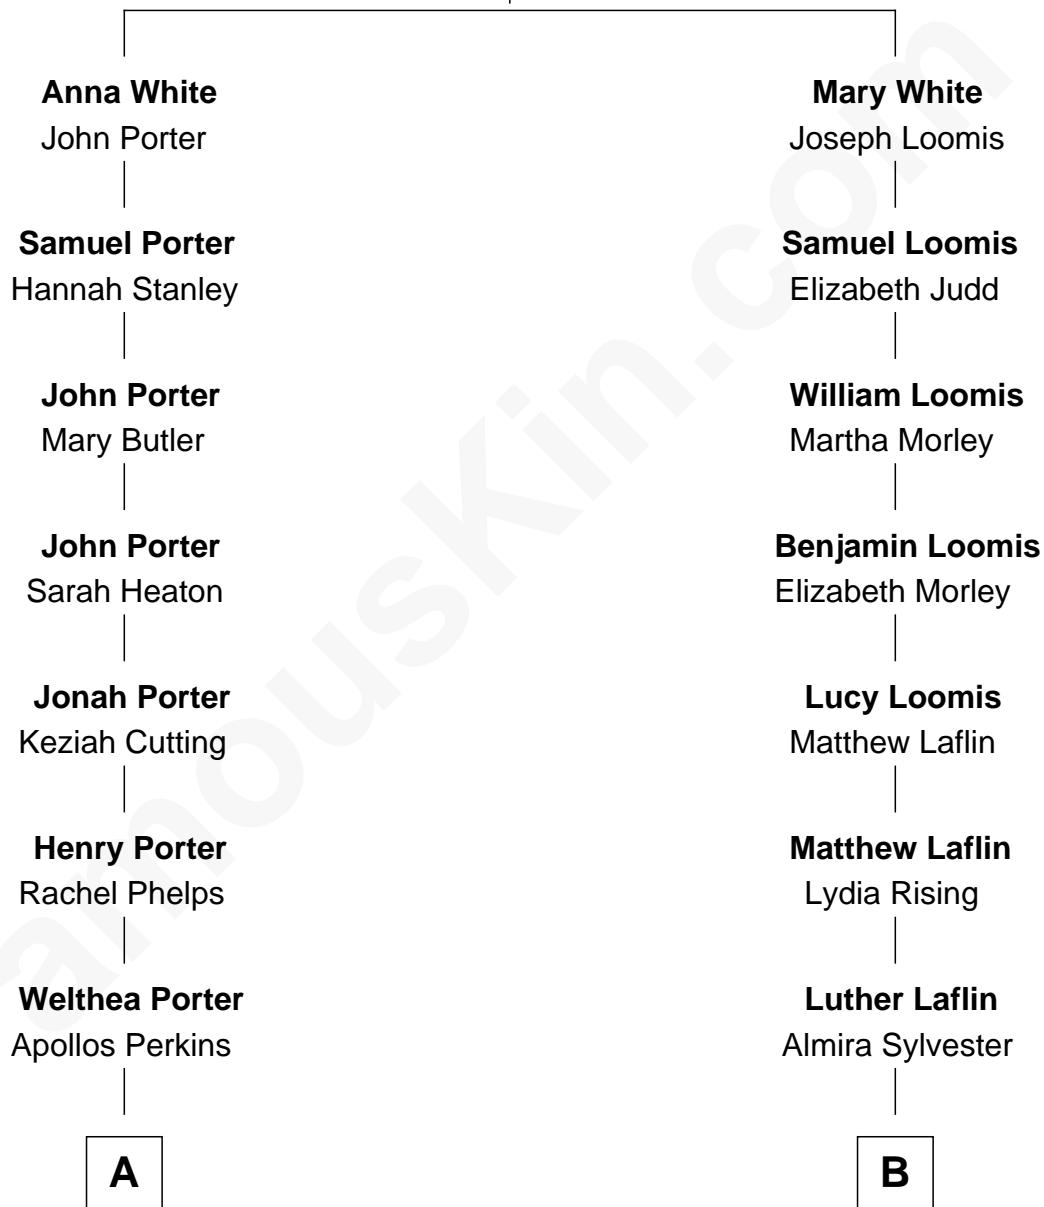 Anna White
John Porter
Mary White
Joseph Loomis
Samuel Porter
Hannah Stanley
Samuel Loomis
Elizabeth Judd
John Porter
Mary Butler
William Loomis
Martha Morley
John Porter
Sarah Heaton
Benjamin Loomis
Elizabeth Morley
Jonah Porter
Keziah Cutting
Lucy Loomis
Matthew Laflin
Henry Porter
Rachel Phelps
Matthew Laflin
Lydia Rising
Welthea Porter
Apollos Perkins
Luther Laflin
Almira Sylvester
A
B
amousKin.com